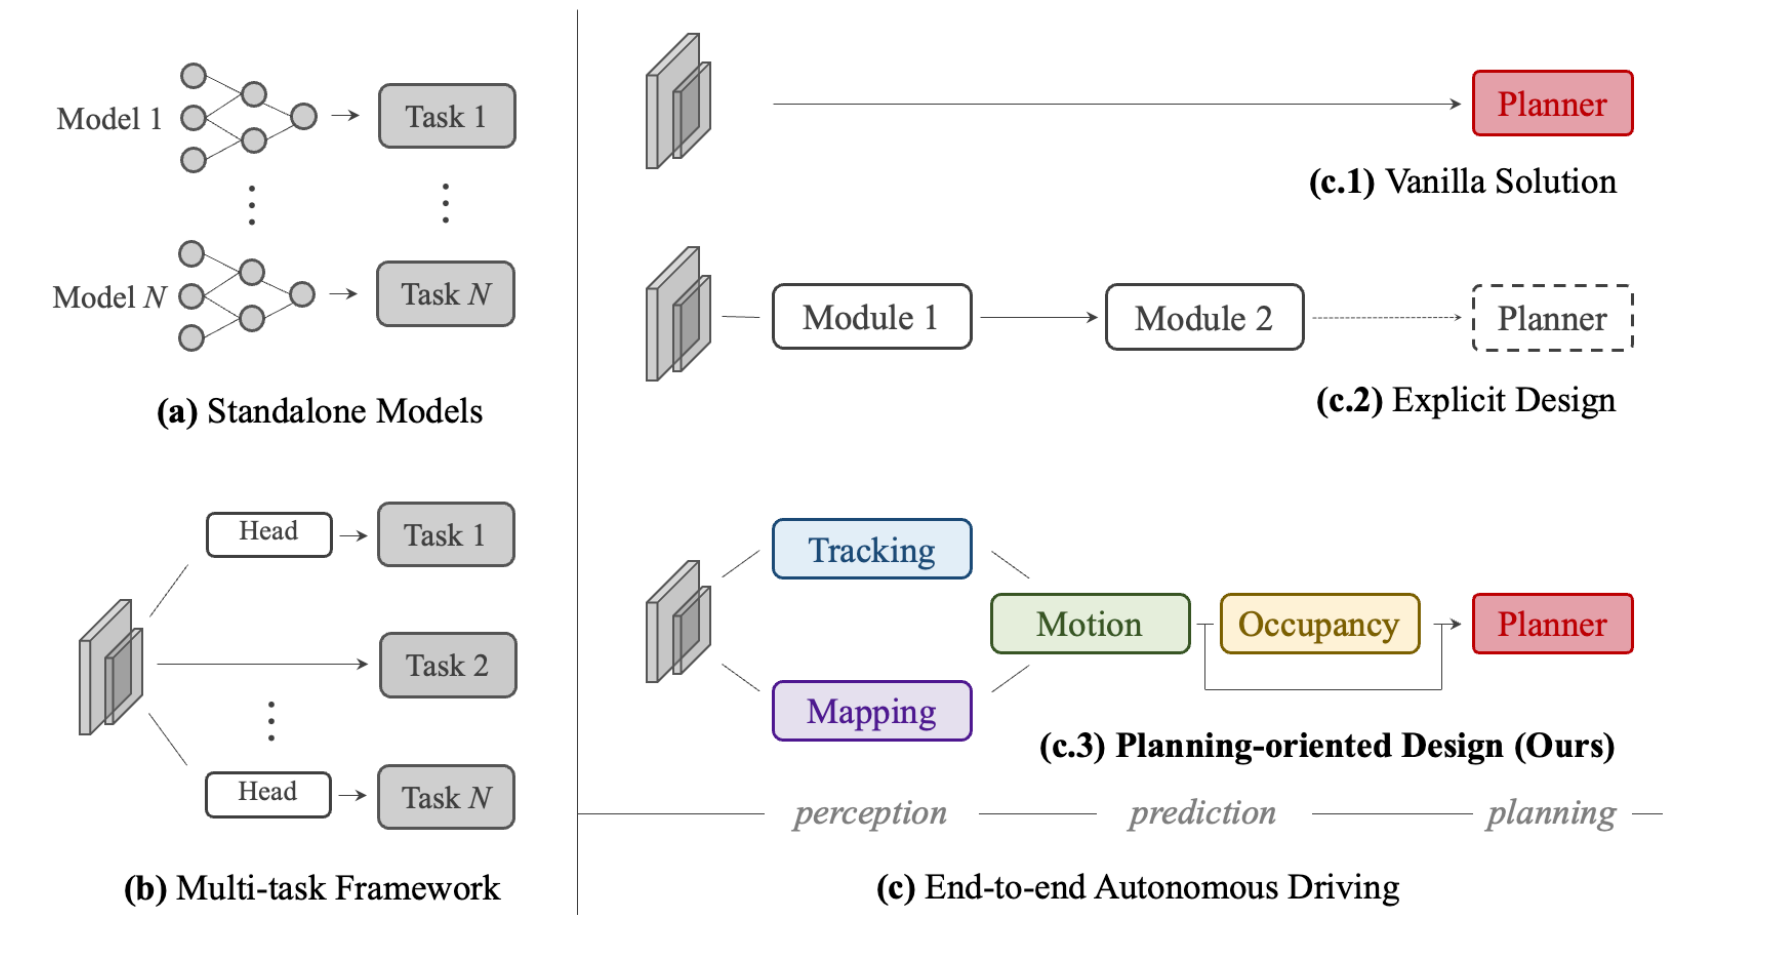 Model 1
Task 1
Model N
Task N
(a) Standalone Models
Head
Task 1
Task 2
Head
Task N
(b) Multi-task Framework
Planner
(c.1) Vanilla Solution
Module 1
Module 2
Planner
(c.2) Explicit Design
Tracking
Motion
Occupancy
Planner
Mapping
(c.3) Planning-oriented Design (Ours)
perception
prediction
planning
(c) End-to-end Autonomous Driving